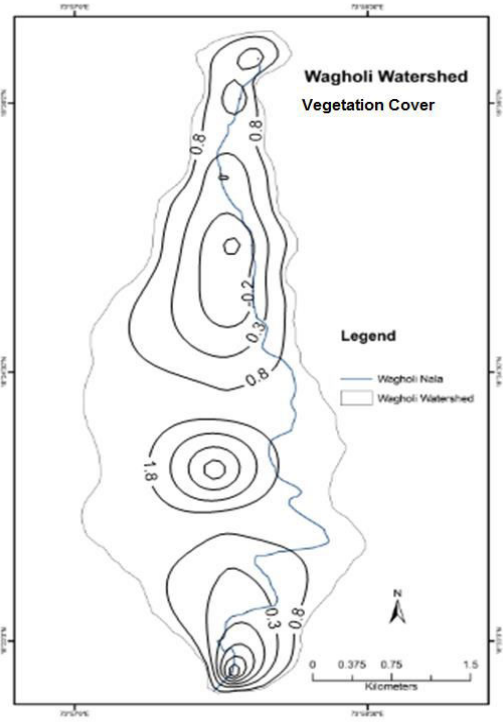 Wagholi Watershed
Vegetation Cover
0.8
0.8
-0.2
0.3
0.8
Legend
Wagholi Nala
Wagholi Watershed
1.8
N
0.3
0.8
0 0.375 0.75 1.5
Kilometers